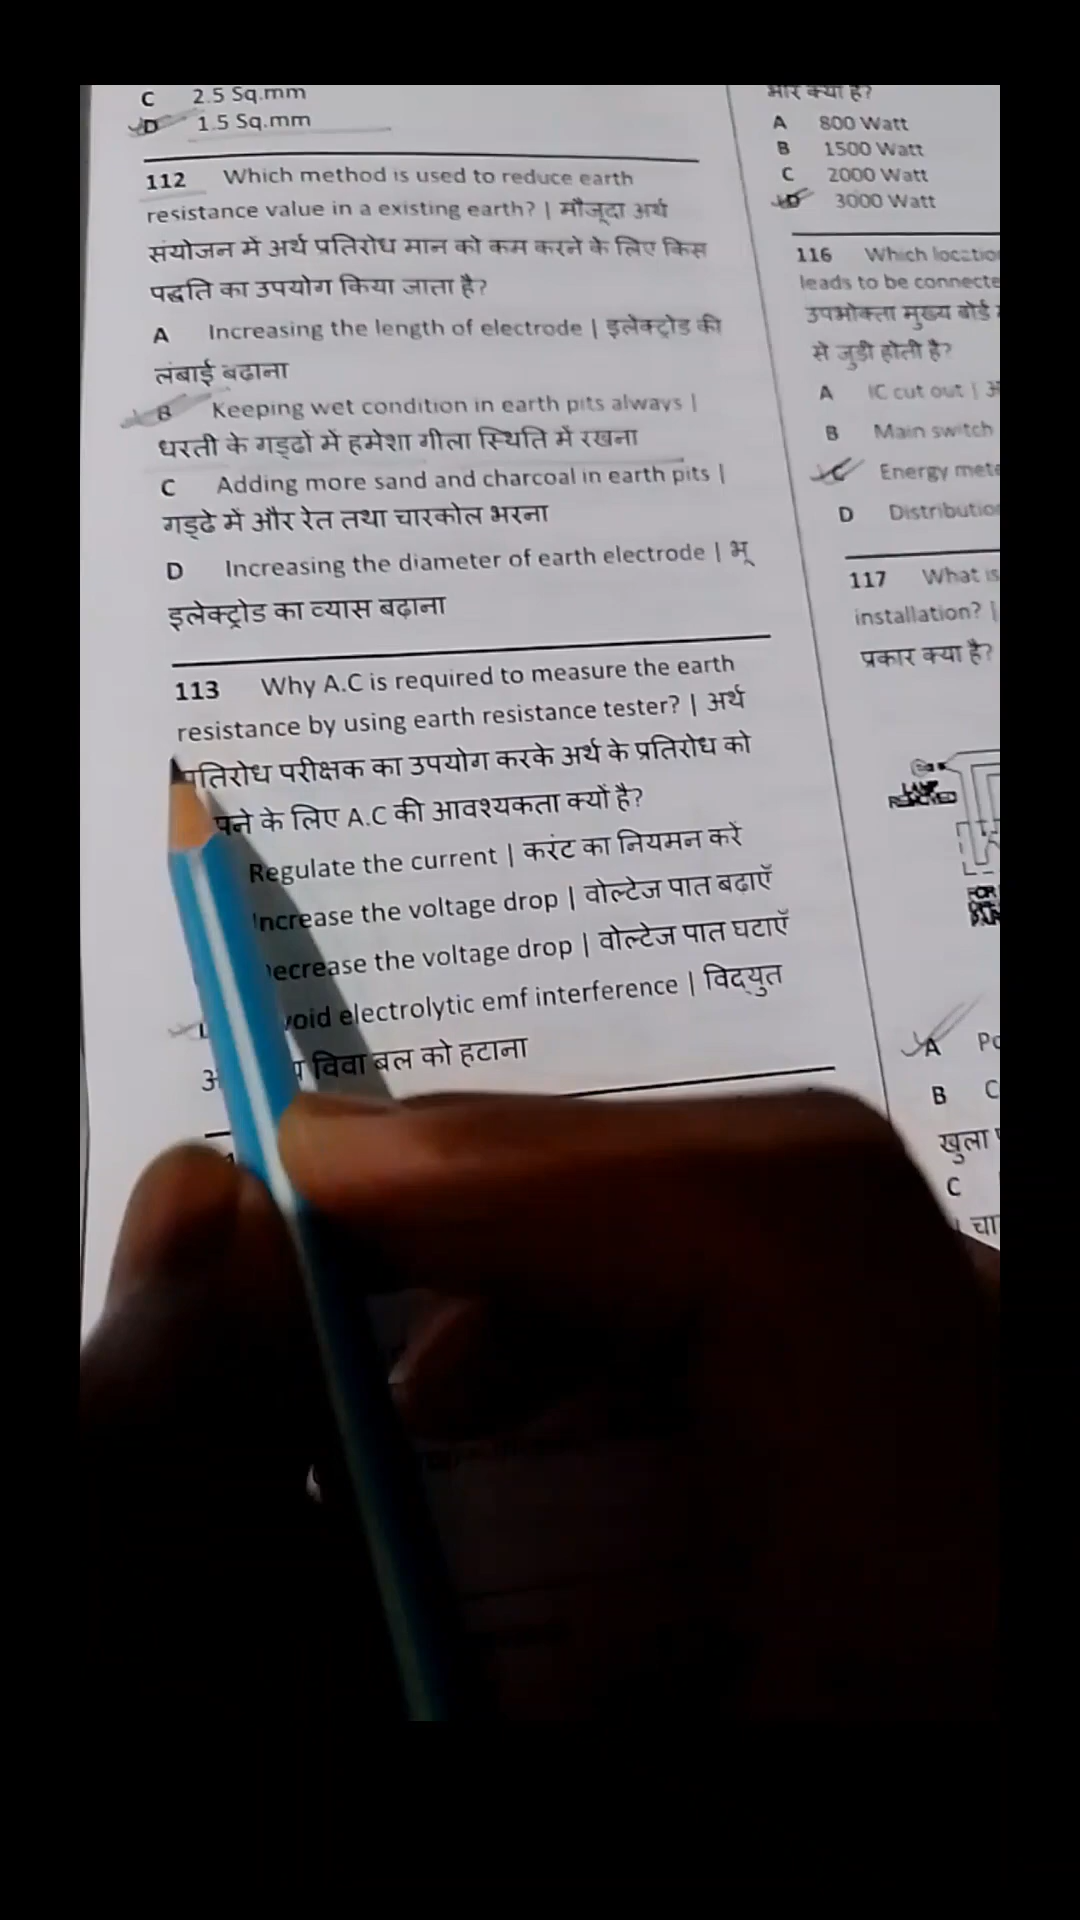 C 2.5 Sq.mm
D 1.5 Sq.mm
112 Which method is used to reduce earth
resistance value in a existing earth? | मौजूदा अर्थ
संयोजन में अर्थ प्रतिरोध मान को कम करने के लिए किस
पद्धति का उपयोग किया जाता है?
A Increasing the length of electrode | इलेक्ट्रोड की
लंबाई बढाना
B Keeping wet condition in earth pits always |
धरती के गड्ढों में हमेशा गीला स्थिति में रखना
C Adding more sand and charcoal in earth pits |
गड्ढे में और रेत तथा चारकोल भरना
D Increasing the diameter of earth electrode | भू
इलेक्ट्रोड का व्यास बढ़ाना
113 Why A.C is required to measure the earth
resistance by using earth resistance tester? | अर्थ
परीक्षक का उपयोग करके अर्थ के प्रतिरोध को
के लिए A.C की आवश्यकता क्यों है?
Regulate the current | करंट का नियमन करें
Increase the voltage drop | वोल्टेज पात बढाएँ
ecrease the voltage drop | वोल्टेज पात घटाएँ
void electrolytic emf interference | विद्युत
विवा बल को हटाना
भार क्या है?
A 800 Watt
B 1500 Watt
C 2000 Watt
D 3000 Watt
116 Which locatio
leads to be connecte
उपभोक्ता मुख्य बोर्ड
से जुडी होती है?
A IC cut out |
B Main switch
C Energy mete
D Distributio
117 What is
installation? |
प्रकार क्या है?
LAMP
REMOVED
FOR
A
B C
खुला
C